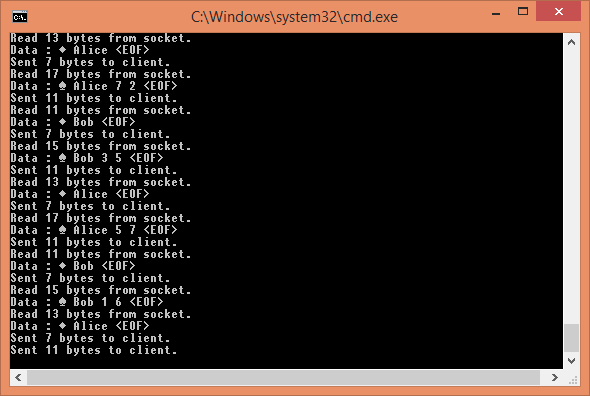 C:\Windows\system32\cmd.exe
Read 13 bytes from socket.
Data : ♦ Alice <EOF>
Sent 7 bytes to client.
Read 17 bytes from socket.
Data : ♠ Alice 7 2 <EOF>
Sent 11 bytes to client.
Read 11 bytes from socket.
Data : ♦ Bob <EOF>
Sent 7 bytes to client.
Read 15 bytes from socket.
Data : ♠ Bob 3 5 <EOF>
Sent 11 bytes to client.
Read 13 bytes from socket.
Data : ♦ Alice <EOF>
Sent 7 bytes to client.
Read 17 bytes from socket.
Data : ♠ Alice 5 7 <EOF>
Sent 11 bytes to client.
Read 11 bytes from socket.
Data : ♦ Bob <EOF>
Sent 7 bytes to client.
Read 15 bytes from socket.
Data : ♠ Bob 1 6 <EOF>
Read 13 bytes from socket.
Data : ♦ Alice <EOF>
Sent 7 bytes to client.
Sent 11 bytes to client.